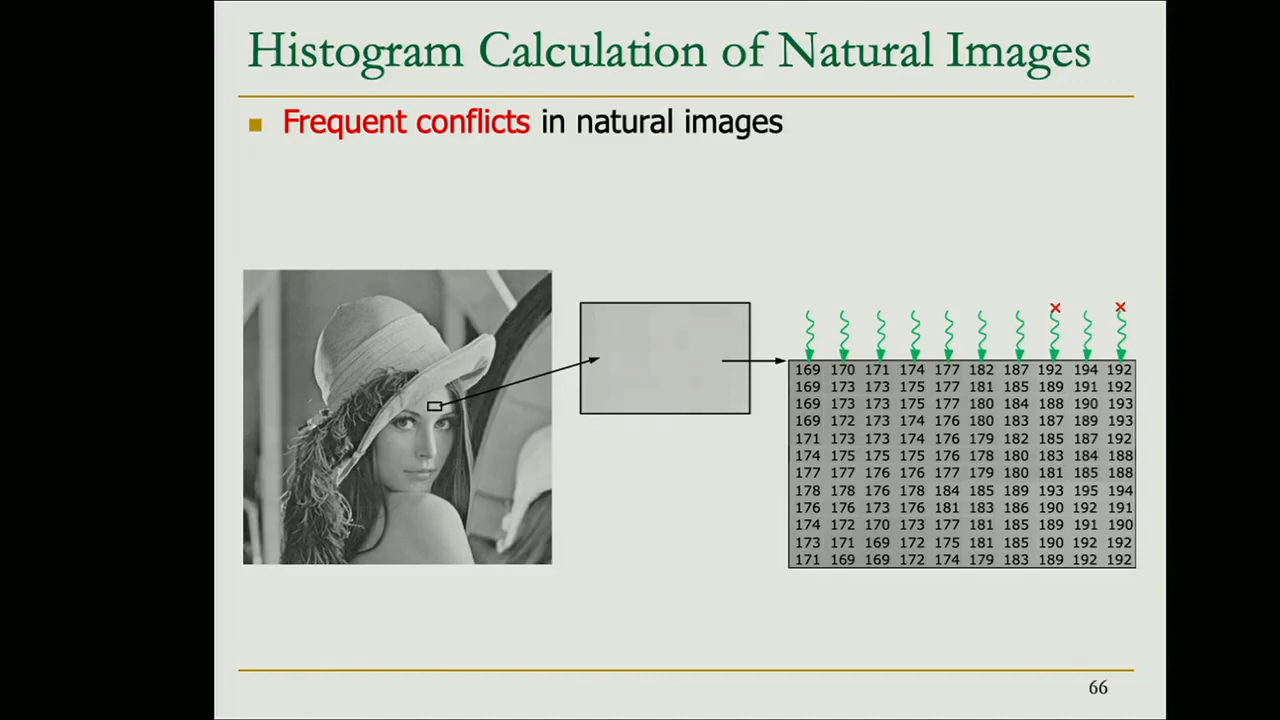 Histogram Calculation of Natural Images
Frequent conflicts in natural images
× ×
169 170 171 174 177 182 187 192 194 192
169 173 173 175 177 181 185 189 191 192
169 173 173 175 177 180 184 188 190 193
169 172 173 174 176 180 183 187 189 193
171 173 173 174 176 179 182 185 187 192
174 175 175 175 176 178 180 183 184 188
177 177 176 176 177 179 180 181 185 188
178 178 176 178 184 185 189 193 195 194
176 176 173 176 181 183 186 190 192 191
174 172 170 173 177 181 185 189 191 190
173 171 169 172 175 181 185 190 192 192
171 169 169 172 174 179 183 189 192 192
66